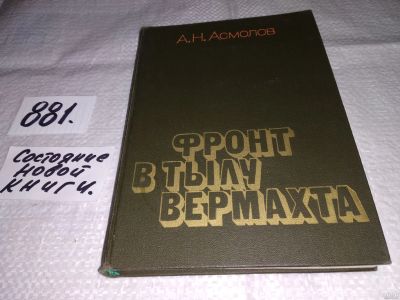 А.Н. Асмолов
ФРОНТ
В ТЫЛУ
ВЕРМАХТА
881.
Состояние
новой
книги.